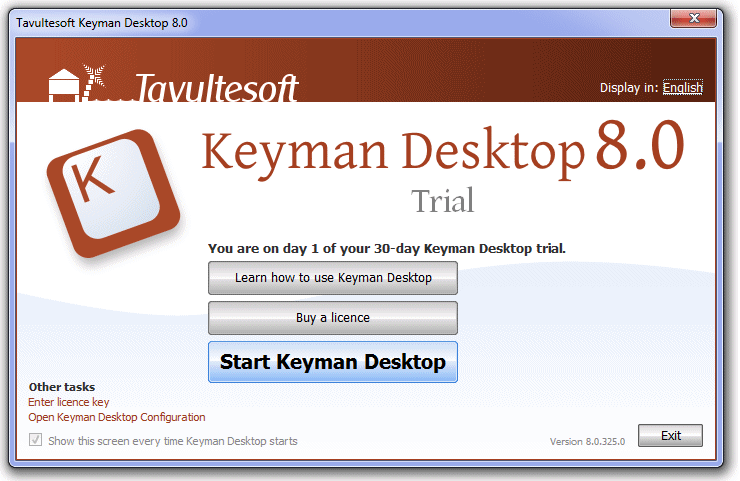 Tavultesoft Keyman Desktop 8.0
Tavultesoft
Display in: English
K
Keyman Desktop 8.0
Trial
You are on day 1 of your 30-day Keyman Desktop trial.
Learn how to use Keyman Desktop
Buy a licence
Start Keyman Desktop
Other tasks
Enter licence key
Open Keyman Desktop Configuration
Show this screen every time Keyman Desktop starts
Version 8.0.325.0
Exit